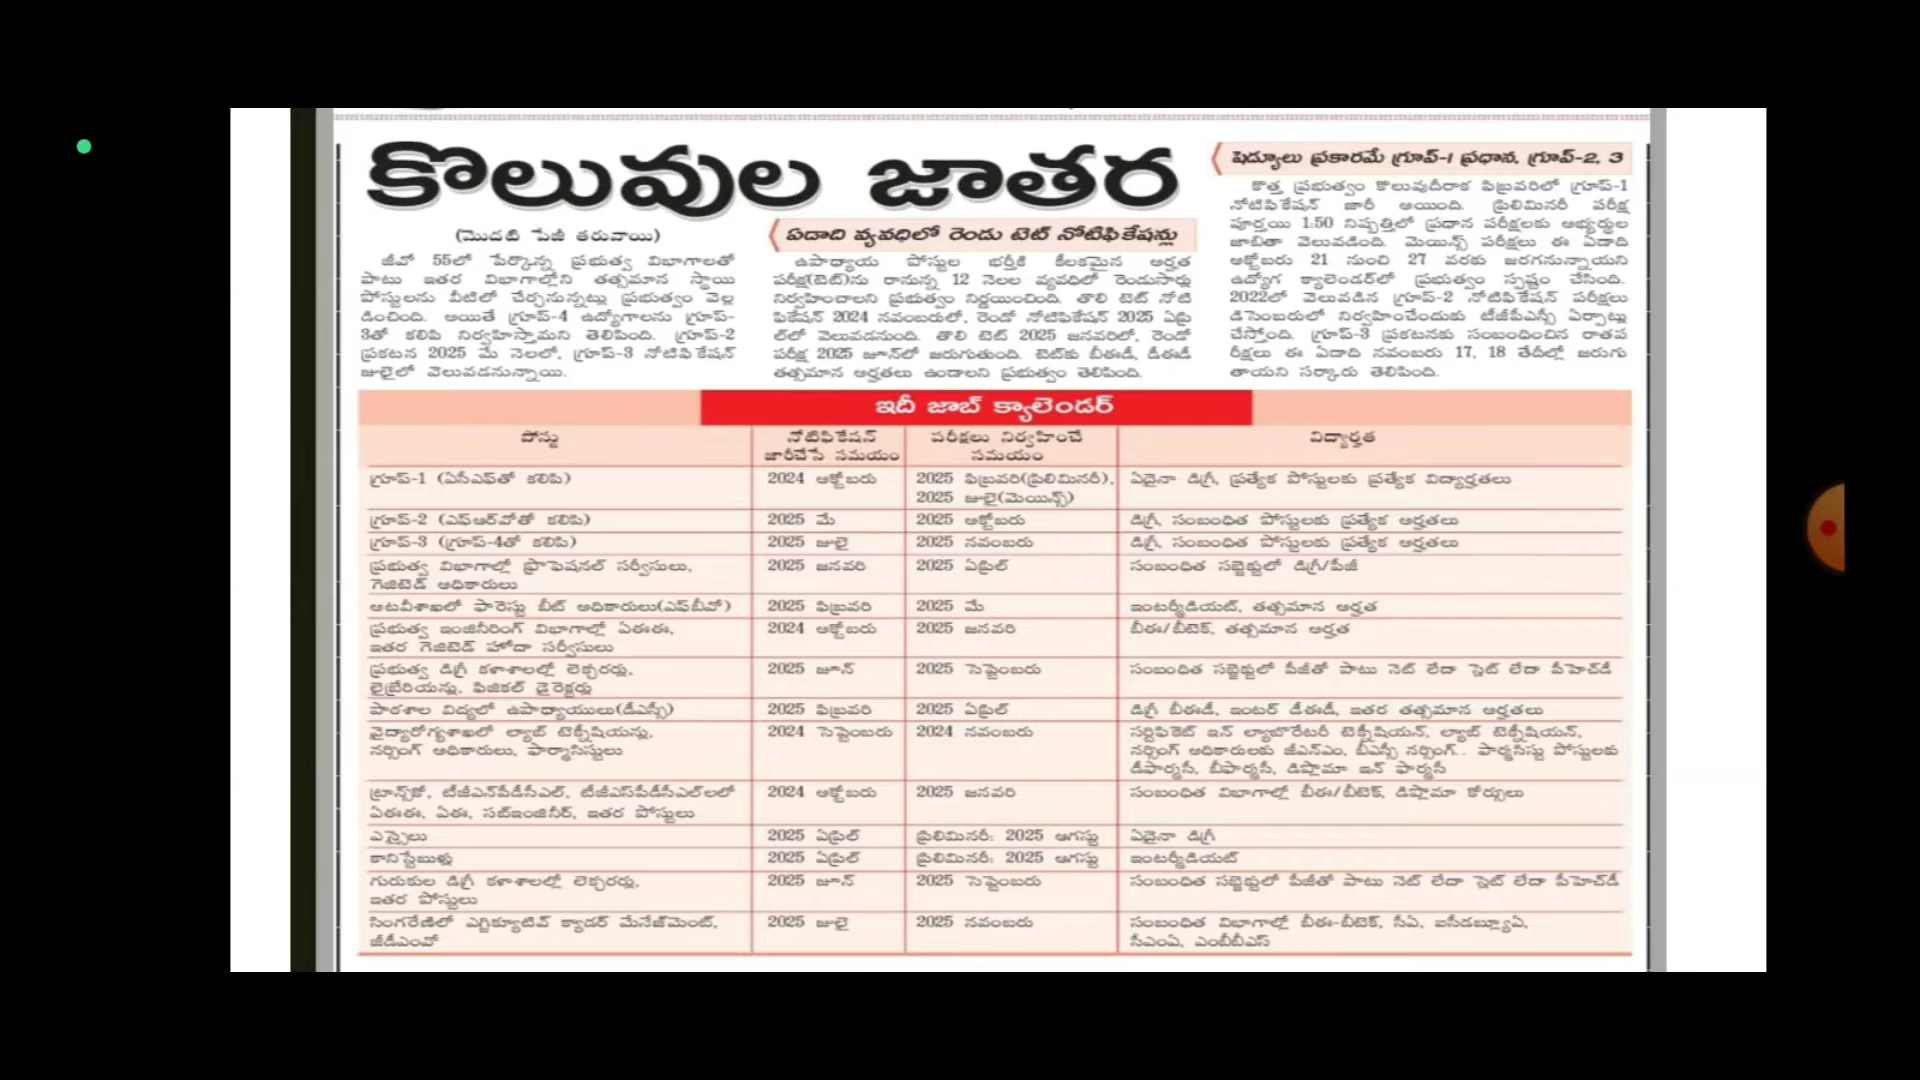 కొలువుల జాతర
(మొదటి పేజీ తరువాయి)
జీవో 55లో పేర్కొన్న ప్రభుత్వ విభాగాలతో
పాటు ఇతర విభాగాల్లోని తత్సమాన స్థాయి
పోస్టులను వీటిలో చేర్చనున్నట్లు ప్రభుత్వం వెల్ల
డించింది. అయితే గ్రూప్-4 ఉద్యోగాలను గ్రూప్-
3తో కలిపి నిర్వహిస్తామని తెలిపింది. గ్రూప్-2
ప్రకటన 2025 మే నెలలో, గ్రూప్-3 నోటిఫికేషన్
జులైలో వెలువడనున్నాయి.
ఏడాది వ్యవధిలో రెండు టెట్ నోటిఫికేషన్లు
ఉపాధ్యాయ పోస్టుల భర్తీకి కీలకమైన అర్హత
పరీక్ష(టెట్)ను రానున్న 12 నెలల వ్యవధిలో రెండుసార్లు
నిర్వహించాలని ప్రభుత్వం నిర్ణయించింది. తొలి టెట్ నోటి
ఫికేషన్ 2024 నవంబరులో, రెండో నోటిఫికేషన్ 2025 ఏప్రి
ల్‌లో వెలువడనుంది. తొలి టెట్ 2025 జనవరిలో, రెండో
పరీక్ష 2025 జూన్‌లో జరుగుతుంది. టెట్‌కు బీఈడీ, డీఈడీ
తత్సమాన అర్హతలు ఉండాలని ప్రభుత్వం తెలిపింది.
షెడ్యూలు ప్రకారమే గ్రూప్-1 ప్రధాన, గ్రూప్-2, 3
కొత్త ప్రభుత్వం కొలువుదీరాక ఫిబ్రవరిలో గ్రూప్-1
నోటిఫికేషన్ జారీ అయింది. ప్రిలిమినరీ పరీక్ష
పూర్తయి 1:50 నిష్పత్తిలో ప్రధాన పరీక్షలకు అభ్యర్థుల
జాబితా వెలువడింది. మెయిన్స్ పరీక్షలు ఈ ఏడాది
అక్టోబరు 21 నుంచి 27 వరకు జరగనున్నాయని
ఉద్యోగ క్యాలెండర్‌లో ప్రభుత్వం స్పష్టం చేసింది.
2022లో వెలువడిన గ్రూప్-2 నోటిఫికేషన్ పరీక్షలు
డిసెంబరులో నిర్వహించేందుకు టీజీపీఎస్సీ ఏర్పాట్లు
చేస్తోంది. గ్రూప్-3 ప్రకటనకు సంబంధించిన రాతప
రీక్షలు ఈ ఏడాది నవంబరు 17, 18 తేదీల్లో జరుగు
తాయని సర్కారు తెలిపింది.
ఇదీ జాబ్ క్యాలెండర్
పోస్టు
నోటిఫికేషన్
జారీచేసే సమయం
పరీక్షలు నిర్వహించే
సమయం
విద్యార్హత
గ్రూప్-1 (ఏసీఎఫ్‌తో కలిపి)
2024 అక్టోబరు
2025 ఫిబ్రవరి(ప్రిలిమినరీ),
2025 జులై(మెయిన్స్)
ఏదైనా డిగ్రీ, ప్రత్యేక పోస్టులకు ప్రత్యేక విద్యార్హతలు
గ్రూప్-2 (ఎఫ్ఆర్‌వోతో కలిపి)
2025 మే
2025 అక్టోబరు
డిగ్రీ, సంబంధిత పోస్టులకు ప్రత్యేక అర్హతలు
గ్రూప్-3 (గ్రూప్-4తో కలిపి)
2025 జులై
2025 నవంబరు
డిగ్రీ, సంబంధిత పోస్టులకు ప్రత్యేక అర్హతలు
ప్రభుత్వ విభాగాల్లో ప్రొఫెషనల్ సర్వీసులు,
గెజిటెడ్ అధికారులు
2025 జనవరి
2025 ఏప్రిల్
సంబంధిత సబ్జెక్టులో డిగ్రీ/పీజీ
అటవీశాఖలో ఫారెస్టు బీట్ అధికారులు(ఎఫ్‌బీవో)
2025 ఫిబ్రవరి
2025 మే
ఇంటర్మీడియట్, తత్సమాన అర్హత
ప్రభుత్వ ఇంజినీరింగ్ విభాగాల్లో ఏఈఈ,
ఇతర గెజిటెడ్ హోదా సర్వీసులు
2024 అక్టోబరు
2025 జనవరి
బీఈ/బీటెక్, తత్సమాన అర్హత
ప్రభుత్వ డిగ్రీ కళాశాలల్లో లెక్చరర్లు,
లైబ్రేరియన్లు, ఫిజికల్ డైరెక్టర్లు
2025 జూన్
2025 సెప్టెంబరు
సంబంధిత సబ్జెక్టులో పీజీతో పాటు నెట్ లేదా స్లెట్ లేదా పీహెచ్‌డీ
పాఠశాల విద్యలో ఉపాధ్యాయులు(డీఎస్సీ)
2025 ఫిబ్రవరి
2025 ఏప్రిల్
డిగ్రీ బీఈడీ, ఇంటర్ డీఈడీ, ఇతర తత్సమాన అర్హతలు
వైద్యారోగ్యశాఖలో ల్యాబ్ టెక్నీషియన్లు,
నర్సింగ్ అధికారులు, ఫార్మాసిస్టులు
2024 సెప్టెంబరు
2024 నవంబరు
సర్టిఫికెట్ ఇన్ ల్యాబొరేటరీ టెక్నీషియన్, ల్యాబ్ టెక్నీషియన్,
నర్సింగ్ అధికారులకు జీఎన్ఎం, బీఎస్సీ నర్సింగ్.. ఫార్మసిస్టు పోస్టులకు
డీఫార్మసీ, బీఫార్మసీ, డిప్లొమా ఇన్ ఫార్మసీ
ట్రాన్స్‌కో, టీజీఎన్‌పీడీసీఎల్, టీజీఎస్‌పీడీసీఎల్‌లలో
ఏఈఈ, ఏఈ, సబ్‌ఇంజినీర్, ఇతర పోస్టులు
2024 అక్టోబరు
2025 జనవరి
సంబంధిత విభాగాల్లో బీఈ/బీటెక్, డిప్లొమా కోర్సులు
ఎస్సైలు
2025 ఏప్రిల్
ప్రిలిమినరీ: 2025 ఆగస్టు
ఏదైనా డిగ్రీ
కానిస్టేబుళ్లు
2025 ఏప్రిల్
ప్రిలిమినరీ: 2025 ఆగస్టు
ఇంటర్మీడియట్
గురుకుల డిగ్రీ కళాశాలల్లో లెక్చరర్లు,
ఇతర పోస్టులు
2025 జూన్
2025 సెప్టెంబరు
సంబంధిత సబ్జెక్టులో పీజీతో పాటు నెట్ లేదా స్లెట్ లేదా పీహెచ్‌డీ
సింగరేణిలో ఎగ్జిక్యూటివ్ క్యాడర్ మేనేజ్‌మెంట్,
జీడీఎంవో
2025 జులై
2025 నవంబరు
సంబంధిత విభాగాల్లో బీఈ-బీటెక్, సీఏ, ఐసీడబ్ల్యూఏ,
సీఎంఏ, ఎంబీబీఎస్